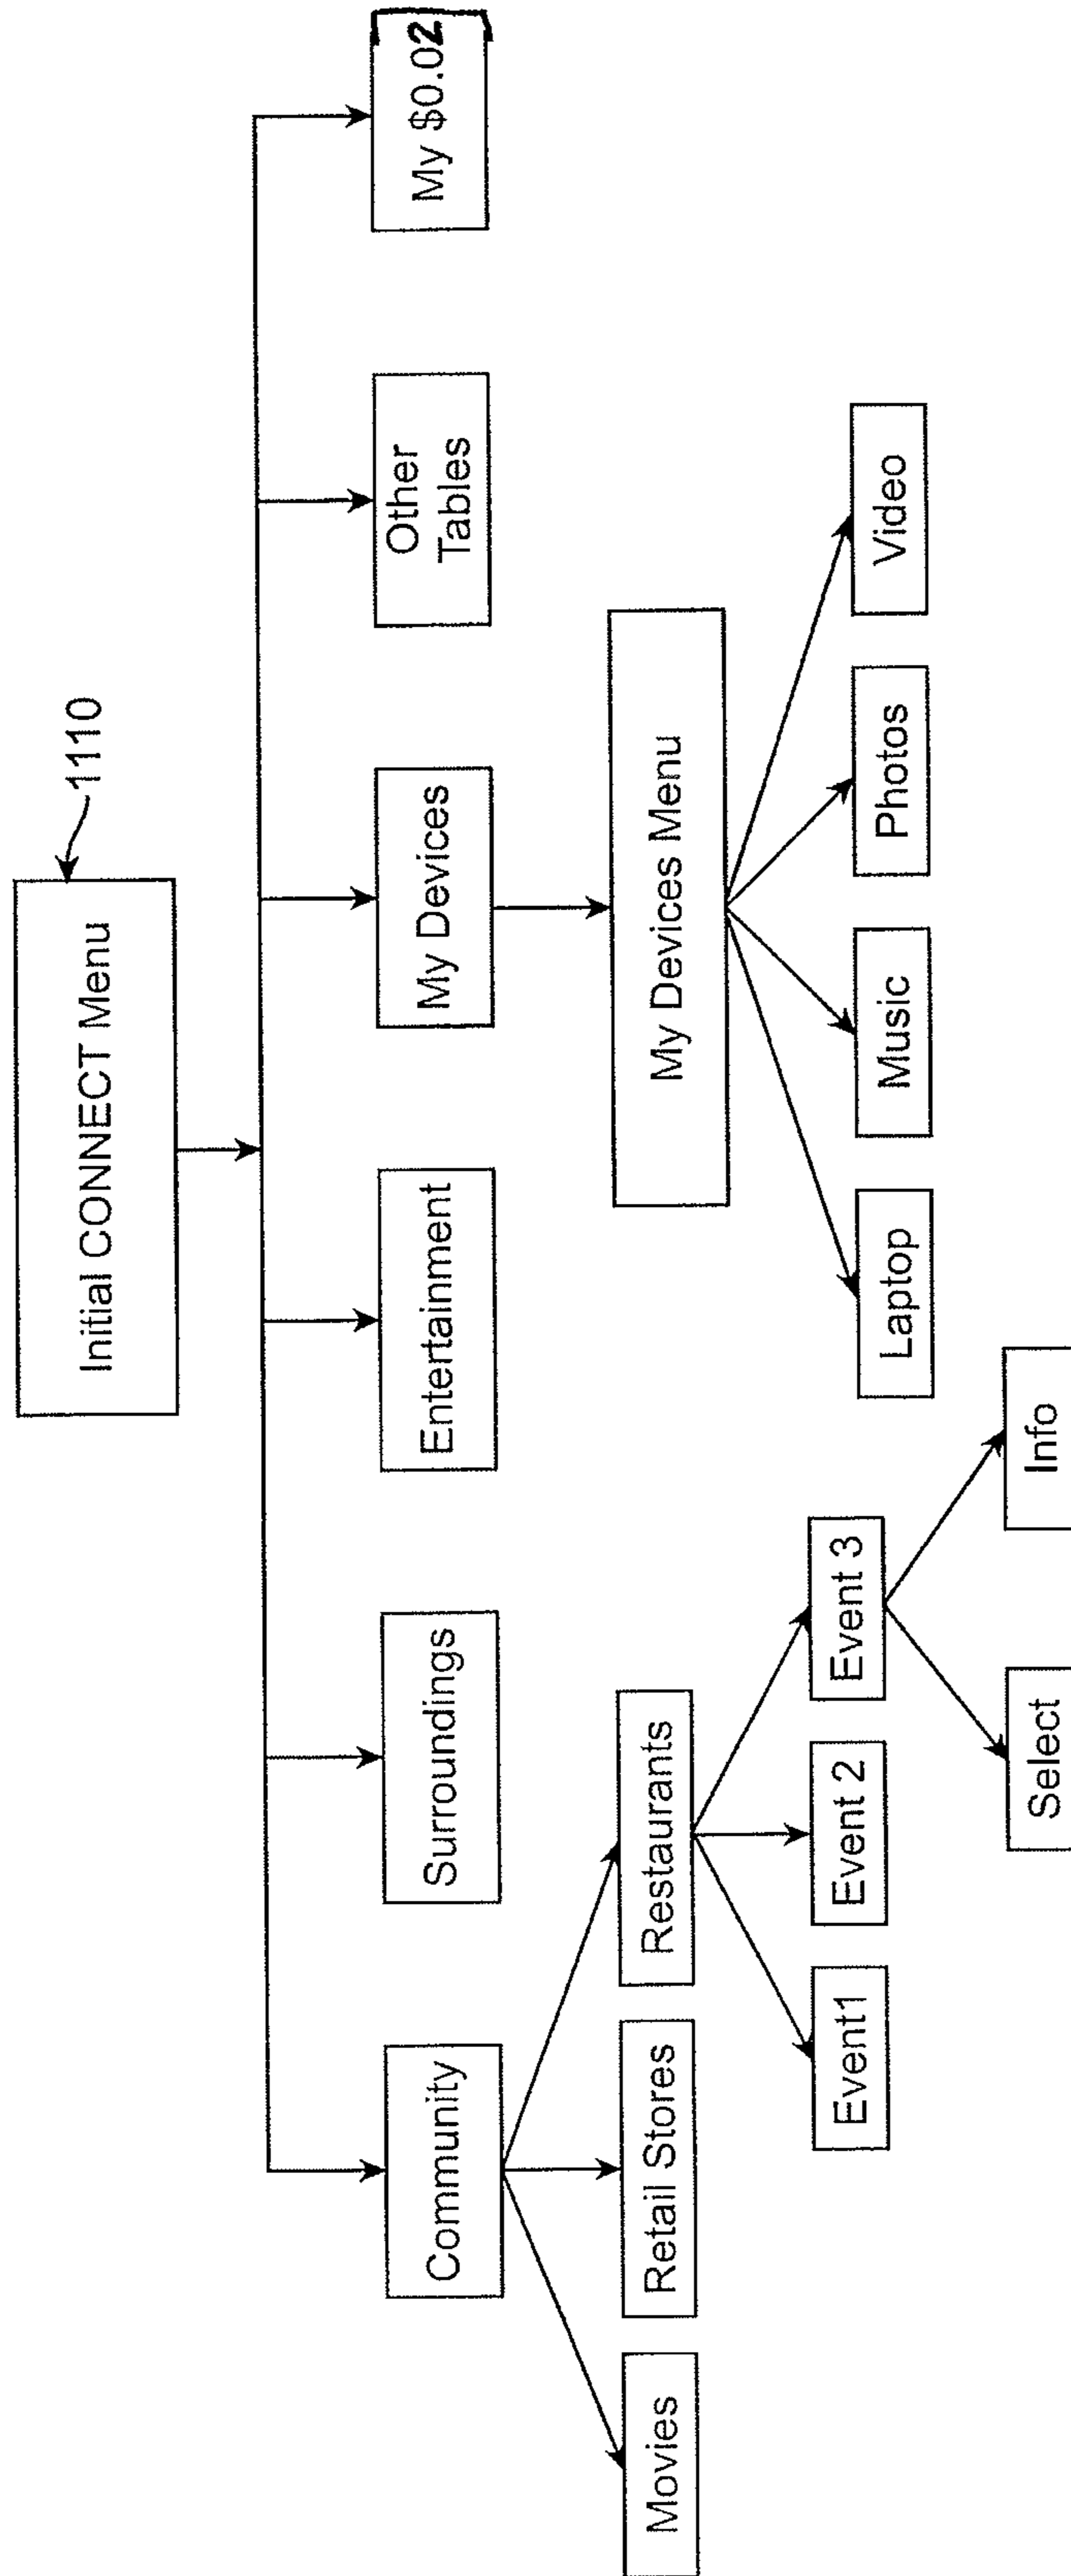 Initial CONNECT Menu
1110
Community
Surroundings
Entertainment
My Devices
Other
Tables
My $0.02
Movies
Retail Stores
Restaurants
My Devices Menu
Event1
Event 2
Event 3
Laptop
Music
Photos
Video
Select
Info